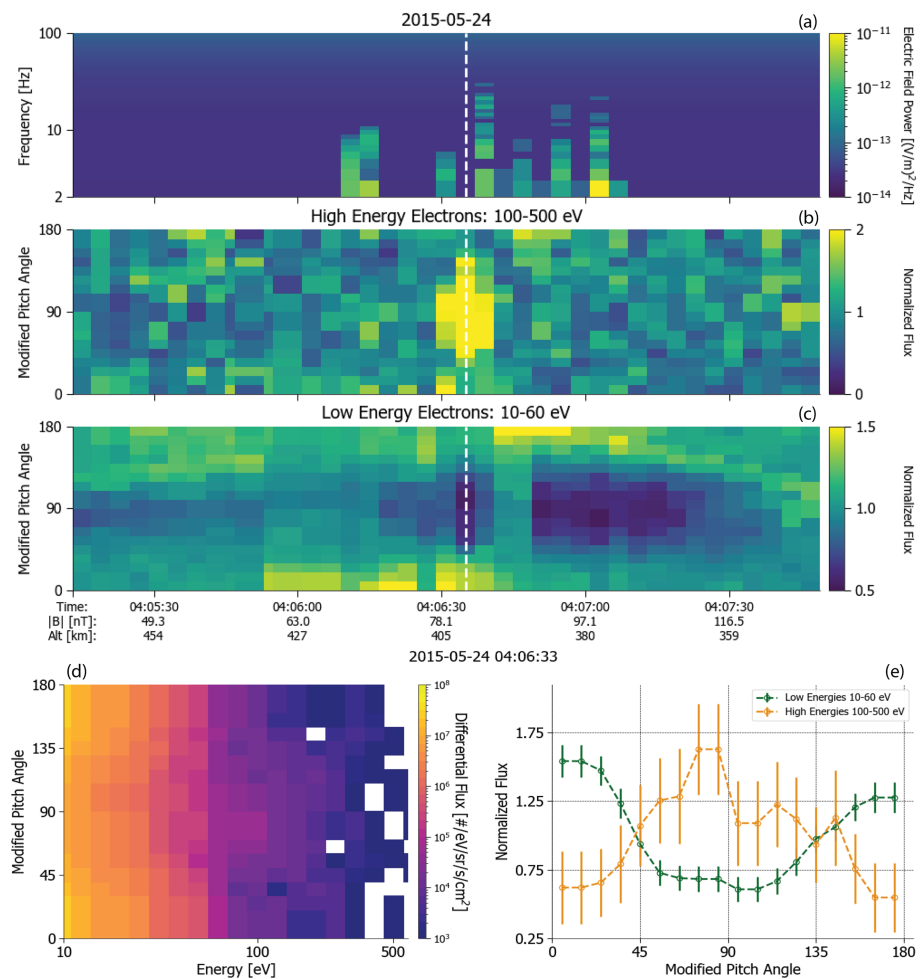 2015-05-24
(a)
100
10
2
Frequency [Hz]
10⁻¹¹
10⁻¹²
10⁻¹³
10⁻¹⁴
Electric Field Power [(V/m)²/Hz]
High Energy Electrons: 100-500 eV
(b)
180
90
0
Modified Pitch Angle
2
1
0
Normalized Flux
Low Energy Electrons: 10-60 eV
(c)
180
90
0
Modified Pitch Angle
1.5
1.0
0.5
Normalized Flux
Time: 04:05:30 04:06:00 04:06:30 04:07:00 04:07:30
|B| [nT]: 49.3 63.0 78.1 97.1 116.5
Alt [km]: 454 427 405 380 359
2015-05-24 04:06:33
(d)
180
135
90
45
0
Modified Pitch Angle
10 100 500
Energy [eV]
10⁸
10⁷
10⁶
10⁵
10⁴
10³
Differential Flux [#/eV/sr/s/cm²]
(e)
Low Energies 10-60 eV
High Energies 100-500 eV
1.75
1.25
0.75
0.25
Normalized Flux
0 45 90 135 180
Modified Pitch Angle